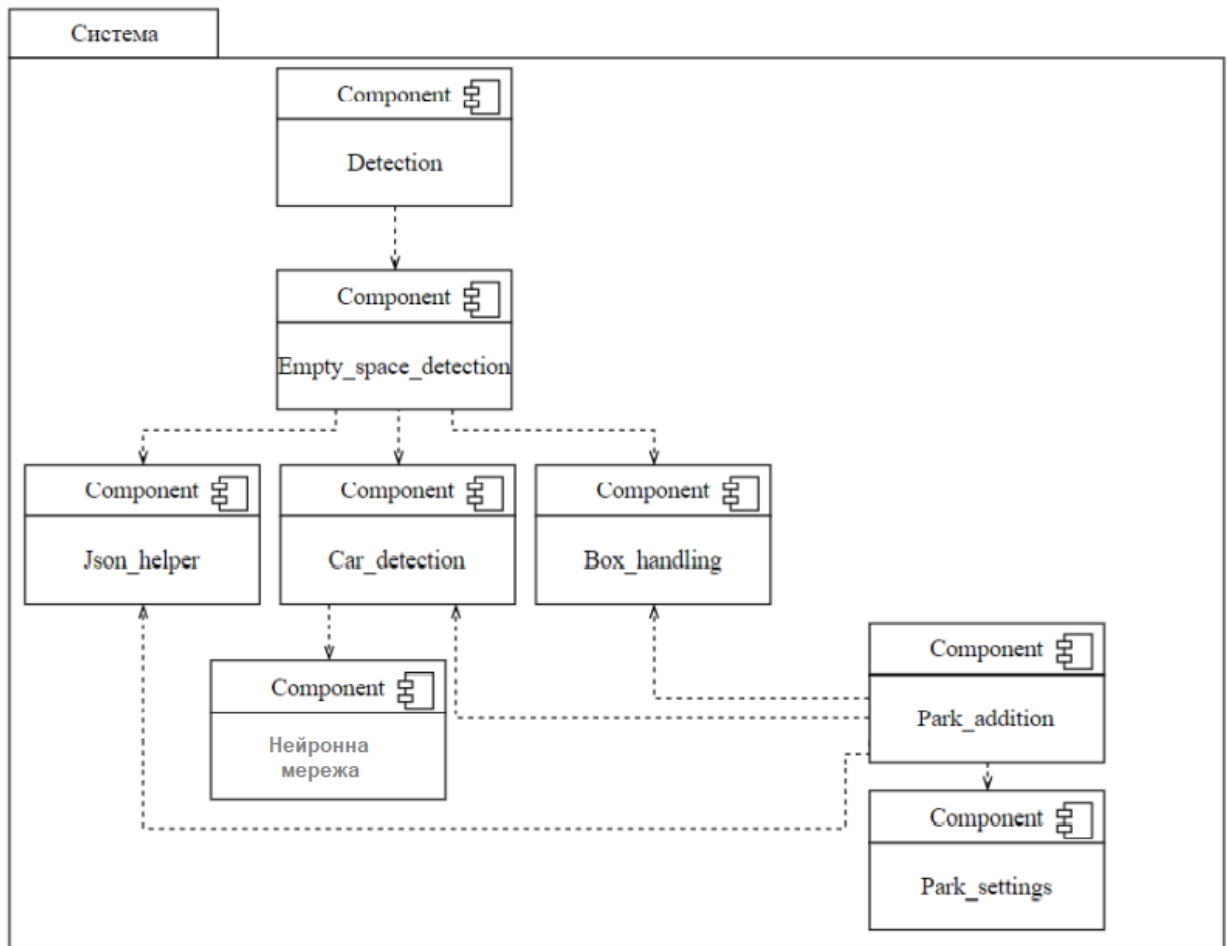 Система
Component
Detection
Component
Empty_space_detection
Component
Json_helper
Component
Car_detection
Component
Box_handling
Component
Нейронна
мережа
Component
Park_addition
Component
Park_settings